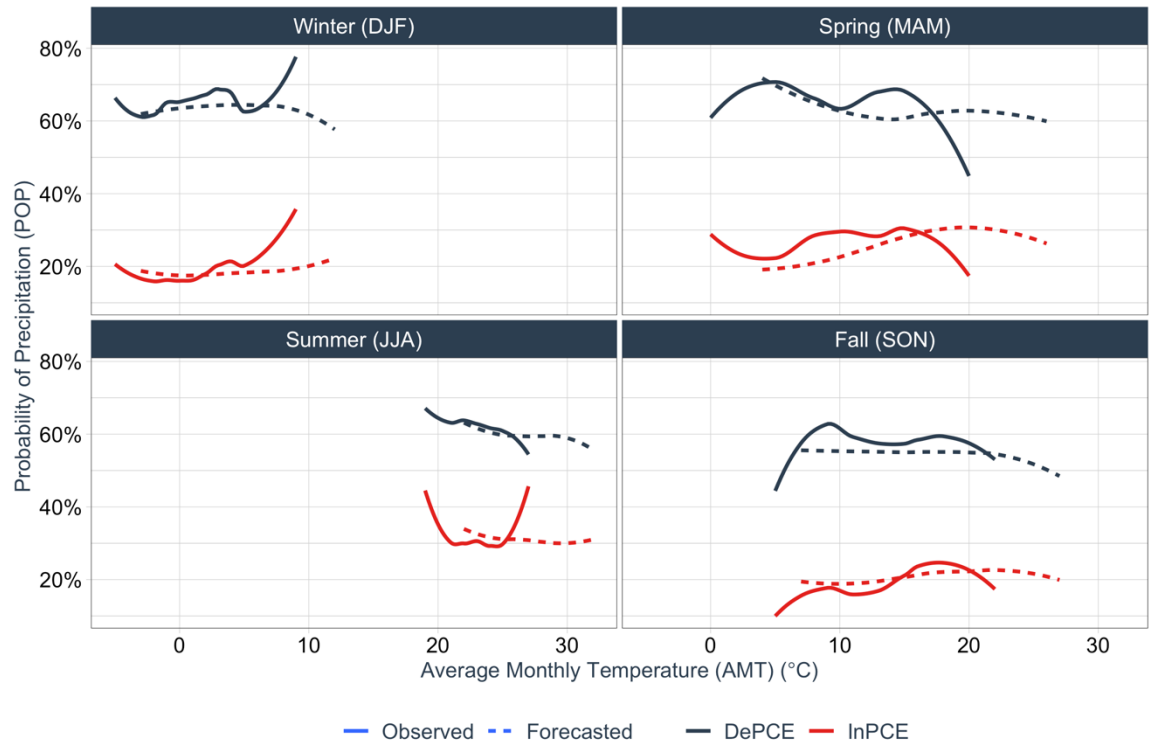 Winter (DJF)
Spring (MAM)
80%
60%
40%
20%
Summer (JJA)
Fall (SON)
80%
60%
40%
20%
Probability of Precipitation (POP)
0 10 20 30 0 10 20 30
Average Monthly Temperature (AMT) (°C)
Observed Forecasted DePCE InPCE